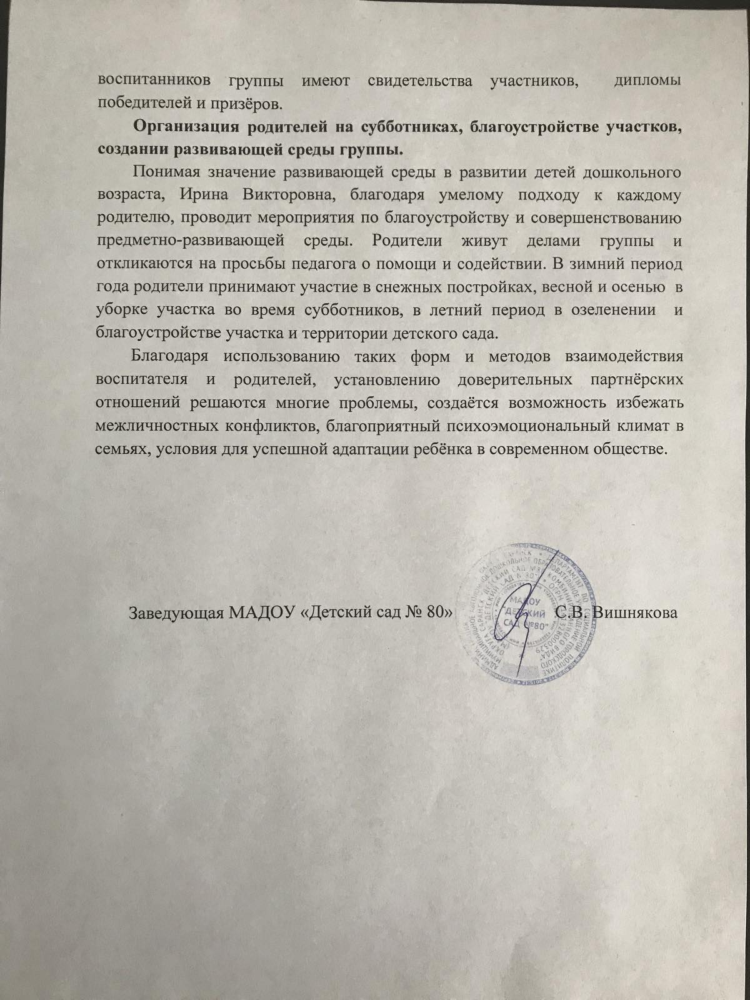 воспитанников группы имеют свидетельства участников, дипломы
победителей и призёров.
Организация родителей на субботниках, благоустройстве участков,
создании развивающей среды группы.
Понимая значение развивающей среды в развитии детей дошкольного
возраста, Ирина Викторовна, благодаря умелому подходу к каждому
родителю, проводит мероприятия по благоустройству и совершенствованию
предметно-развивающей среды. Родители живут делами группы и
откликаются на просьбы педагога о помощи и содействии. В зимний период
года родители принимают участие в снежных постройках, весной и осенью в
уборке участка во время субботников, в летний период в озеленении и
благоустройстве участка и территории детского сада.
Благодаря использованию таких форм и методов взаимодействия
воспитателя и родителей, установлению доверительных партнёрских
отношений решаются многие проблемы, создаётся возможность избежать
межличностных конфликтов, благоприятный психоэмоциональный климат в
семьях, условия для успешной адаптации ребёнка в современном обществе.
Заведующая МАДОУ «Детский сад № 80» С.В. Вишнякова
МАДОУ
"ДЕТСКИЙ
САД №80"